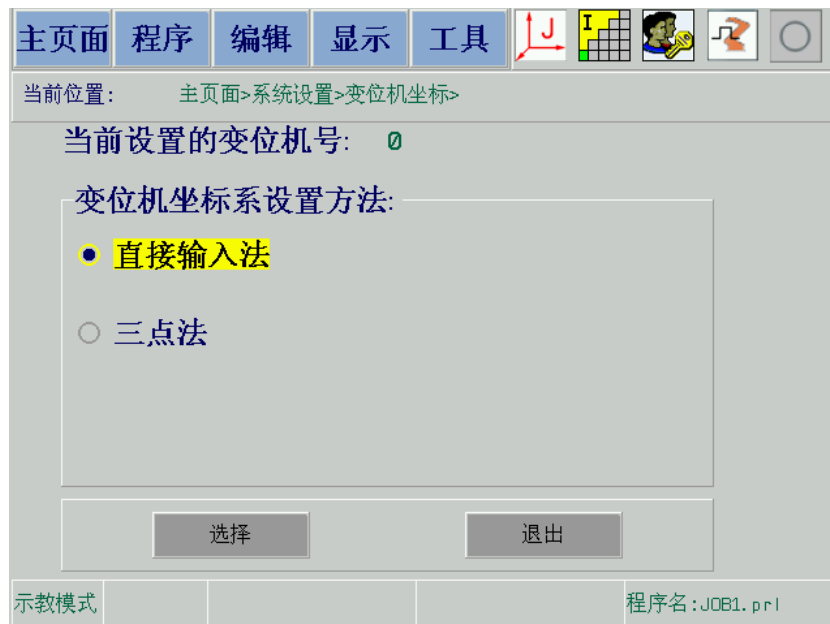 主页面 程序 编辑 显示 工具 J I
当前位置: 主页面>系统设置>变位机坐标>
当前设置的变位机号: 0
变位机坐标系设置方法:
直接输入法
三点法
选择 退出
示教模式 程序名:JOB1.prl